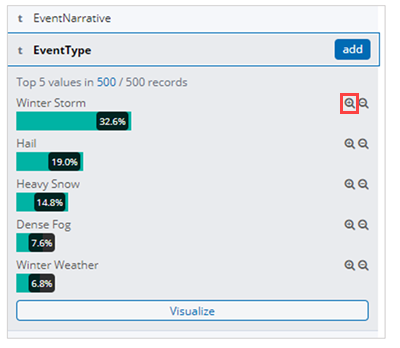 t EventNarrative
t EventType add
Top 5 values in 500 / 500 records
Winter Storm
32.6%
Hail
19.0%
Heavy Snow
14.8%
Dense Fog
7.6%
Winter Weather
6.8%
Visualize